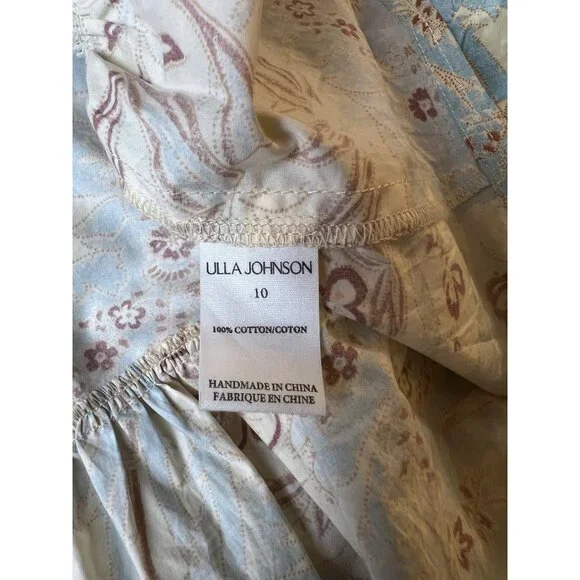 ULLA JOHNSON
10
100% COTTON/COTON
HANDMADE IN CHINA
FABRIQUE EN CHINE